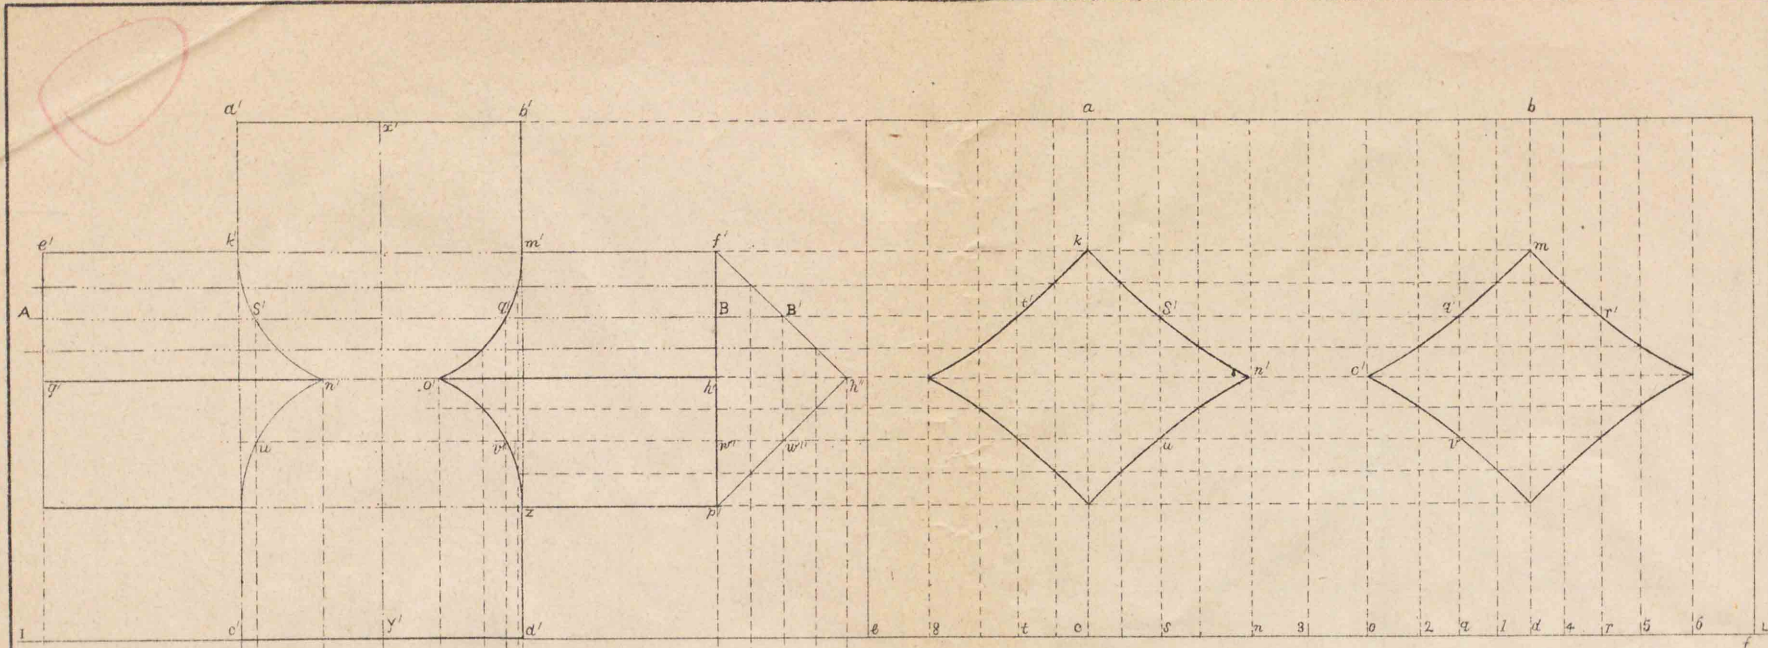 a' b' a b
x'
e' k' m' f' k m
A S' q' B B' t' S' q r'
g' n' o' h' h'' n' c'
u v' w'' w''' u v
z p
I c' y' d' e 8 t c s n 3 o 2 q 1 d 4 r 5 6 L
f